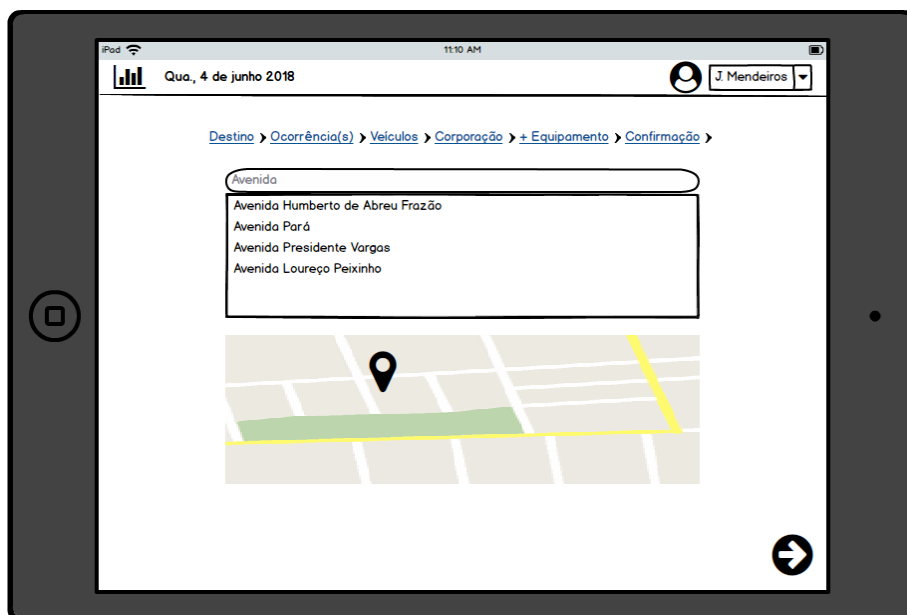 iPad 11:10 AM
Qua., 4 de junho 2018 J. Mendeiros
Destino Ocorrência(s) Veículos Corporação + Equipamento Confirmação
Avenida
Avenida Humberto de Abreu Frazão
Avenida Pará
Avenida Presidente Vargas
Avenida Loureço Peixinho